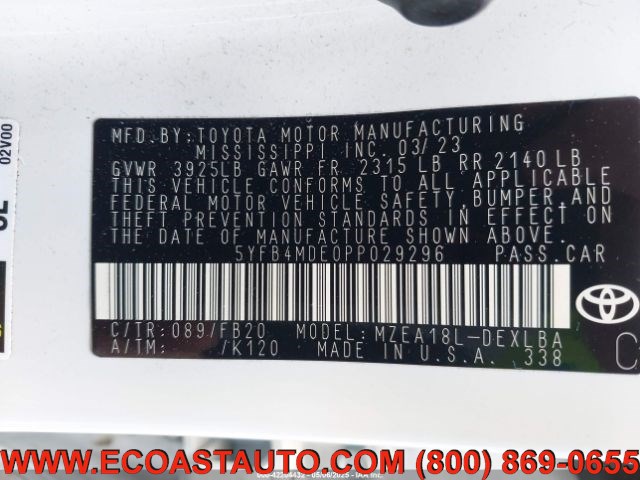 MFD. BY: TOYOTA MOTOR MANUFACTURING
MISSISSIPPI INC. 03/23
GVWR 3925LB GAWR FR 2315 LB RR 2140 LB
THIS VEHICLE CONFORMS TO ALL APPLICABLE
FEDERAL MOTOR VEHICLE SAFETY, BUMPER, AND
THEFT PREVENTION STANDARDS IN EFFECT ON
THE DATE OF MANUFACTURE SHOWN ABOVE.
5YFB4MDE0PP029296 PASS. CAR
C/TR: 089/FB20 MODEL: MZEA18L-DEXLBA
A/TM: /K120 MADE IN U.S.A. 338
TOYOTA
C
02V00
WWW.ECOASTAUTO.COM (800) 869-0655